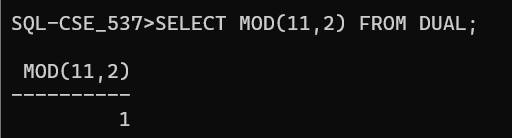 SQL-CSE_537>SELECT MOD(11,2) FROM DUAL;
MOD(11,2)
----------
1